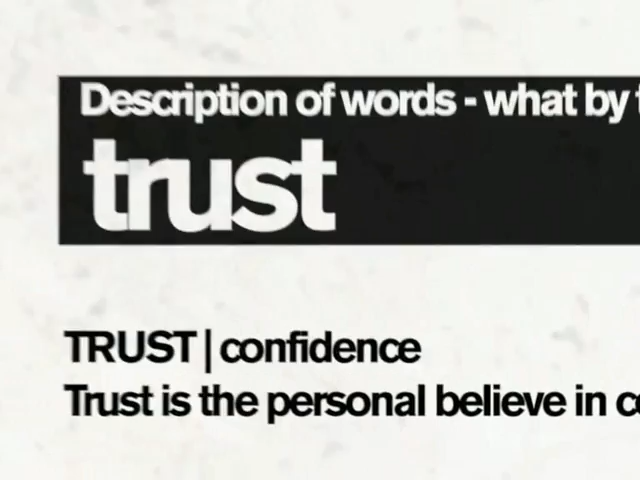 Description of words - what by
trust
TRUST | confidence
Trust is the personal believe in